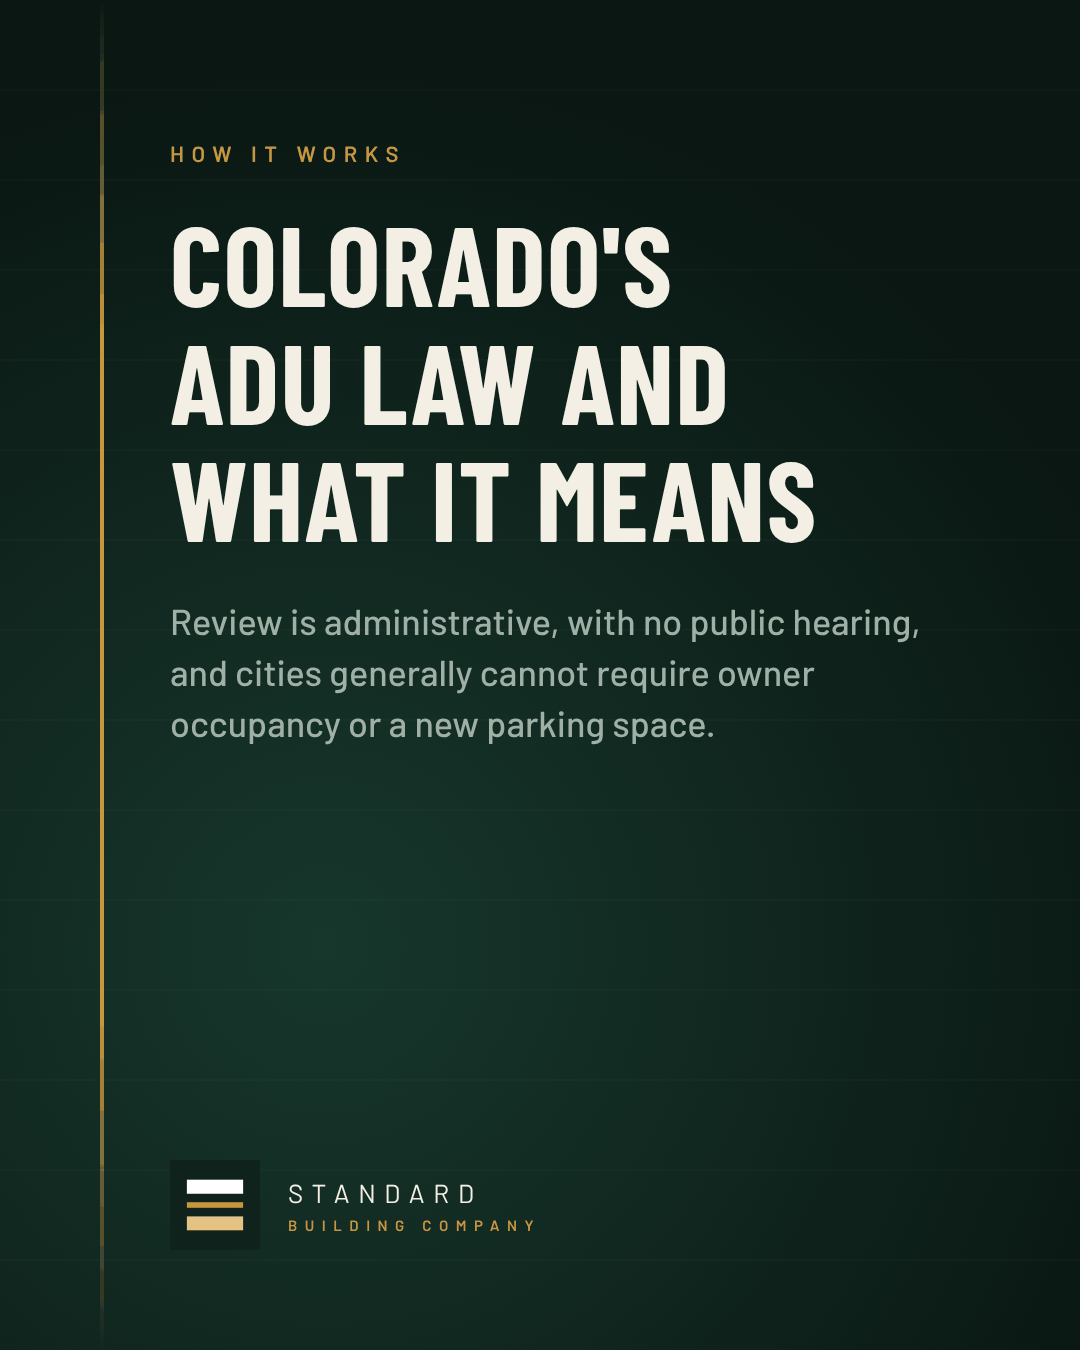 HOW IT WORKS
COLORADO'S
ADU LAW AND
WHAT IT MEANS
Review is administrative, with no public hearing,
and cities generally cannot require owner
occupancy or a new parking space.
STANDARD
BUILDING COMPANY